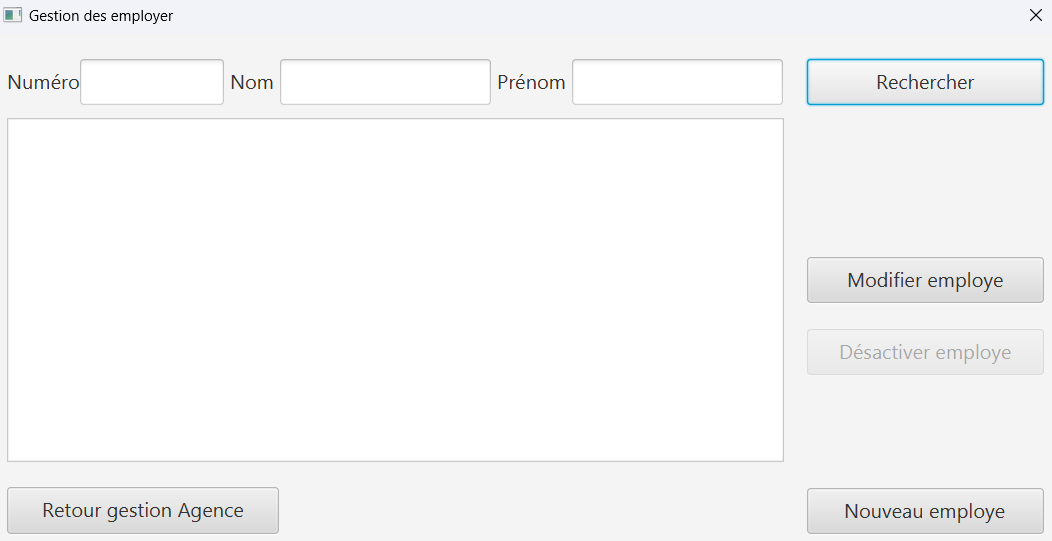 Gestion des employer
Numéro Nom Prénom Rechercher
Modifier employe
Désactiver employe
Retour gestion Agence Nouveau employe